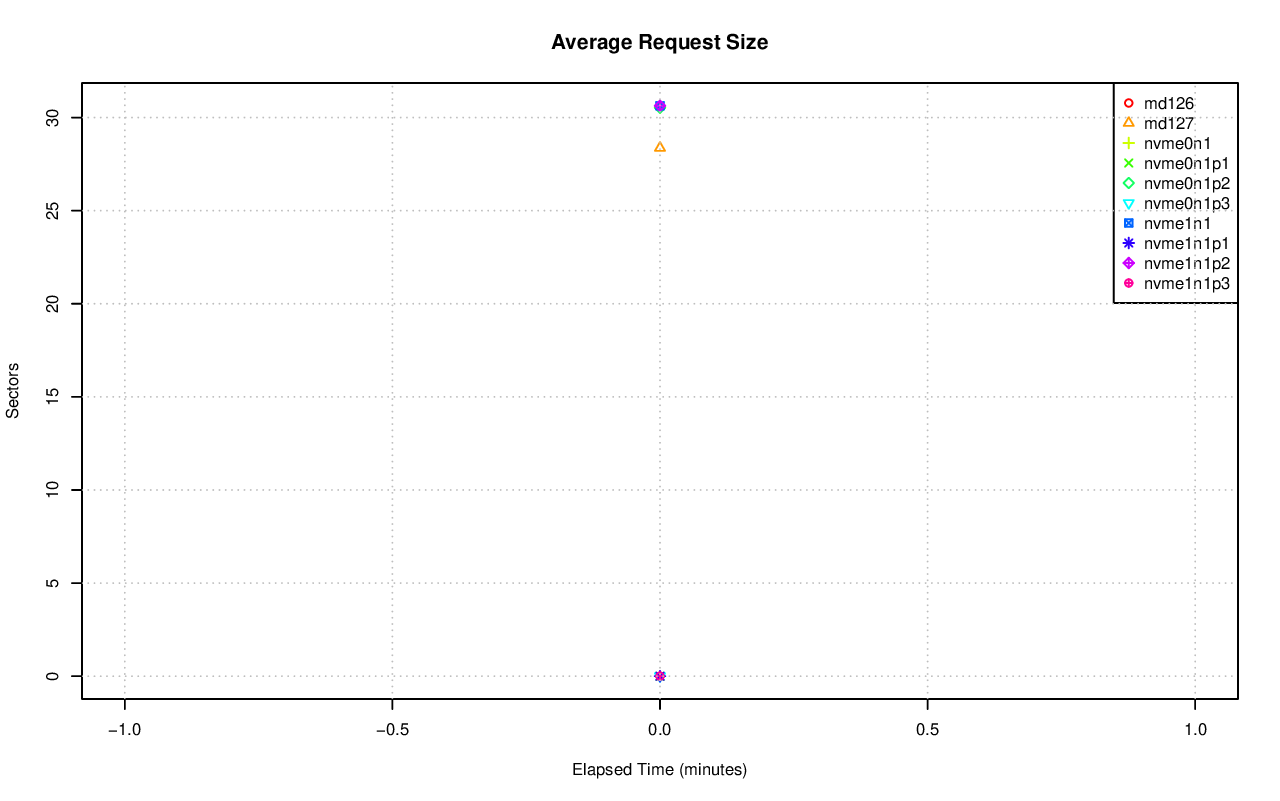 Average Request Size
md126
md127
nvme0n1
nvme0n1p1
nvme0n1p2
nvme0n1p3
nvme1n1
nvme1n1p1
nvme1n1p2
nvme1n1p3
30
25
20
15
10
5
0
Sectors
−1.0 −0.5 0.0 0.5 1.0
Elapsed Time (minutes)